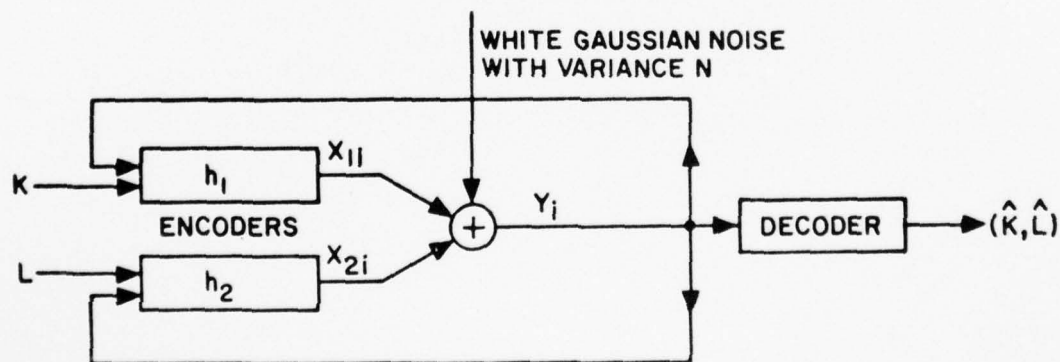 WHITE GAUSSIAN NOISE
WITH VARIANCE N
X₁ᵢ
K
h₁
ENCODERS
+
Yᵢ
DECODER
(K̂,L̂)
X₂ᵢ
L
h₂